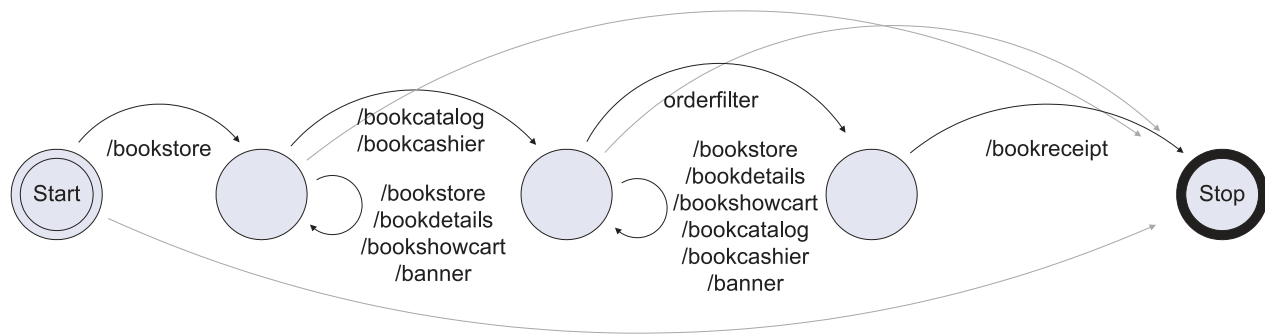 Start
/bookstore
/bookcatalog
/bookcashier
/bookstore
/bookdetails
/bookshowcart
/banner
orderfilter
/bookstore
/bookdetails
/bookshowcart
/bookcatalog
/bookcashier
/banner
/bookreceipt
Stop